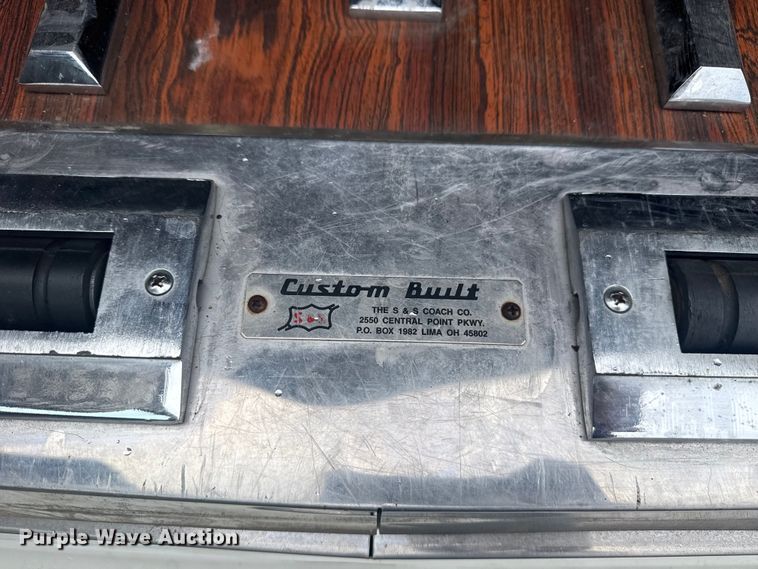 Custom Built
S&S
THE S & S COACH CO.
2550 CENTRAL POINT PKWY.
P.O. BOX 1982 LIMA OH 45802
Purple Wave Auction